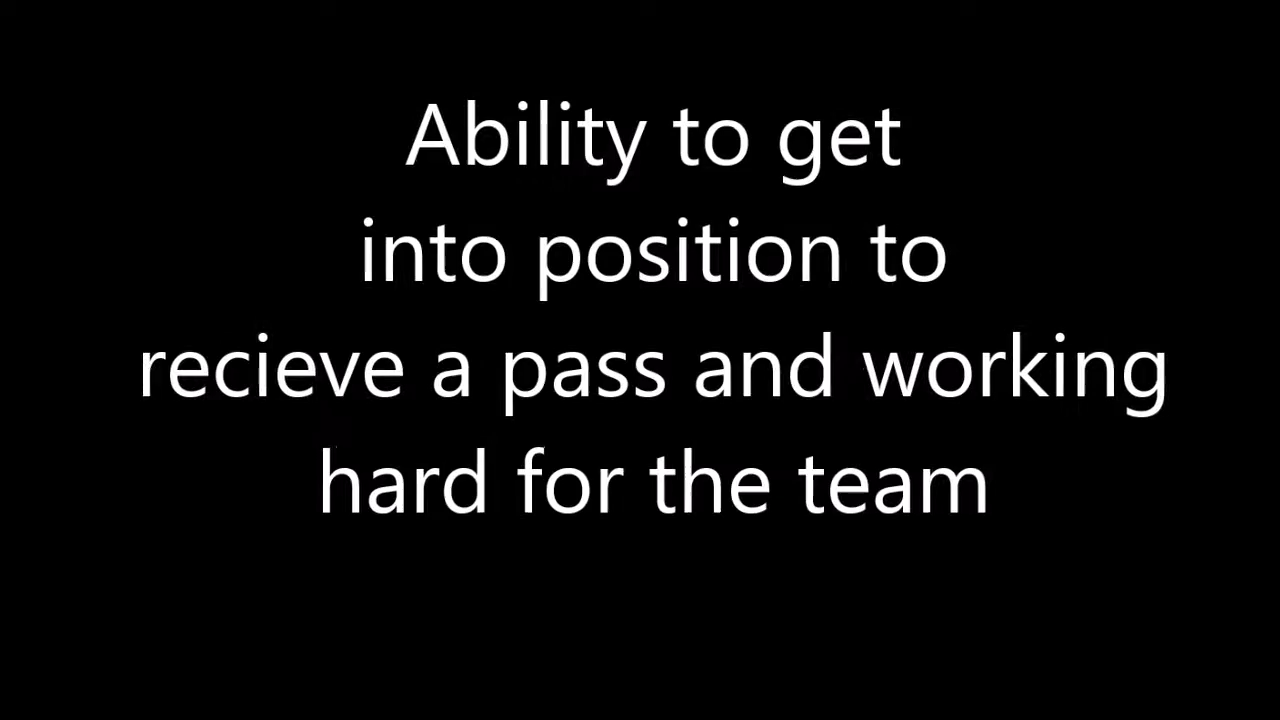 Ability to get
into position to
recieve a pass and working
hard for the team